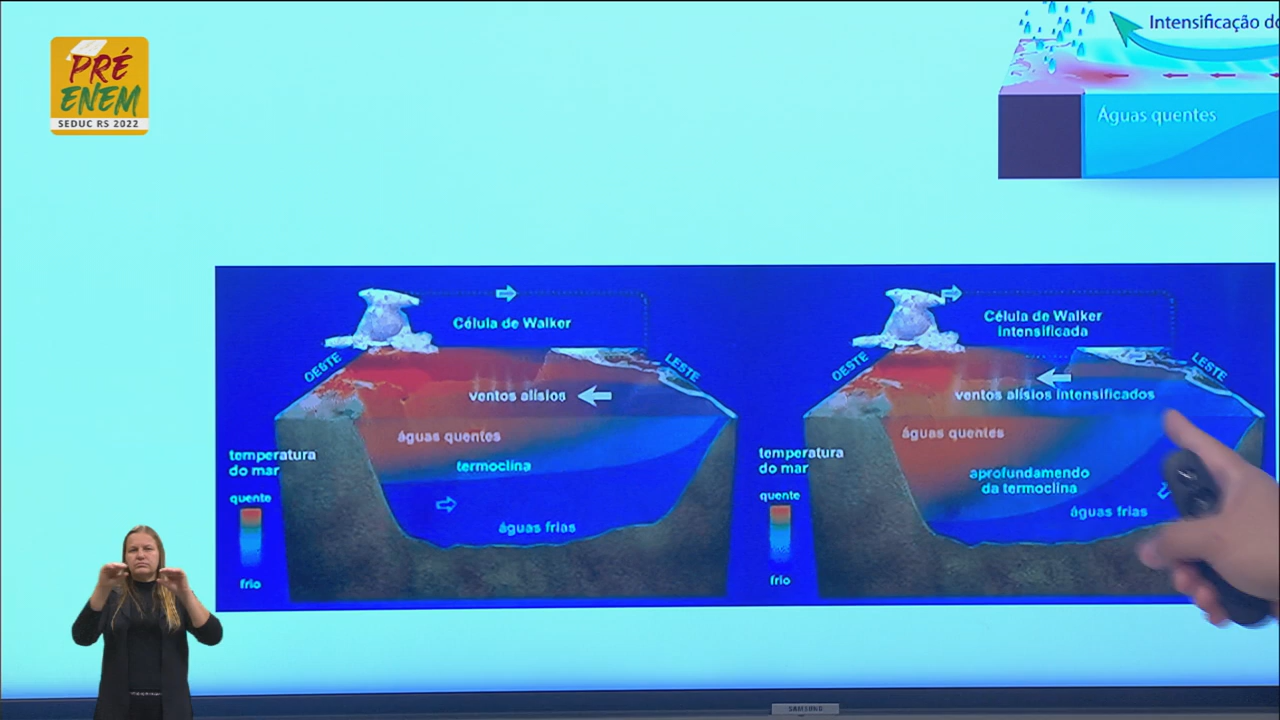 PRÉ
ENEM
SEDUC RS 2022
Intensificação do
Águas quentes
Célula de Walker
OESTE
LESTE
ventos alísios
águas quentes
termoclina
águas frias
temperatura
do mar
quente
frio
Célula de Walker
Intensificada
OESTE
LESTE
ventos alísios intensificados
águas quentes
aprofundamento
da termoclina
águas frias
temperatura
do mar
quente
frio
SAMSUNG